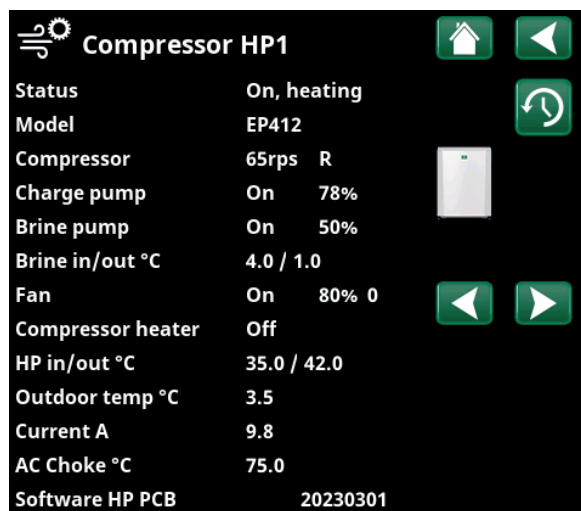 Compressor HP1
Status On, heating
Model EP412
Compressor 65rps R
Charge pump On 78%
Brine pump On 50%
Brine in/out °C 4.0 / 1.0
Fan On 80% 0
Compressor heater Off
HP in/out °C 35.0 / 42.0
Outdoor temp °C 3.5
Current A 9.8
AC Choke °C 75.0
Software HP PCB 20230301